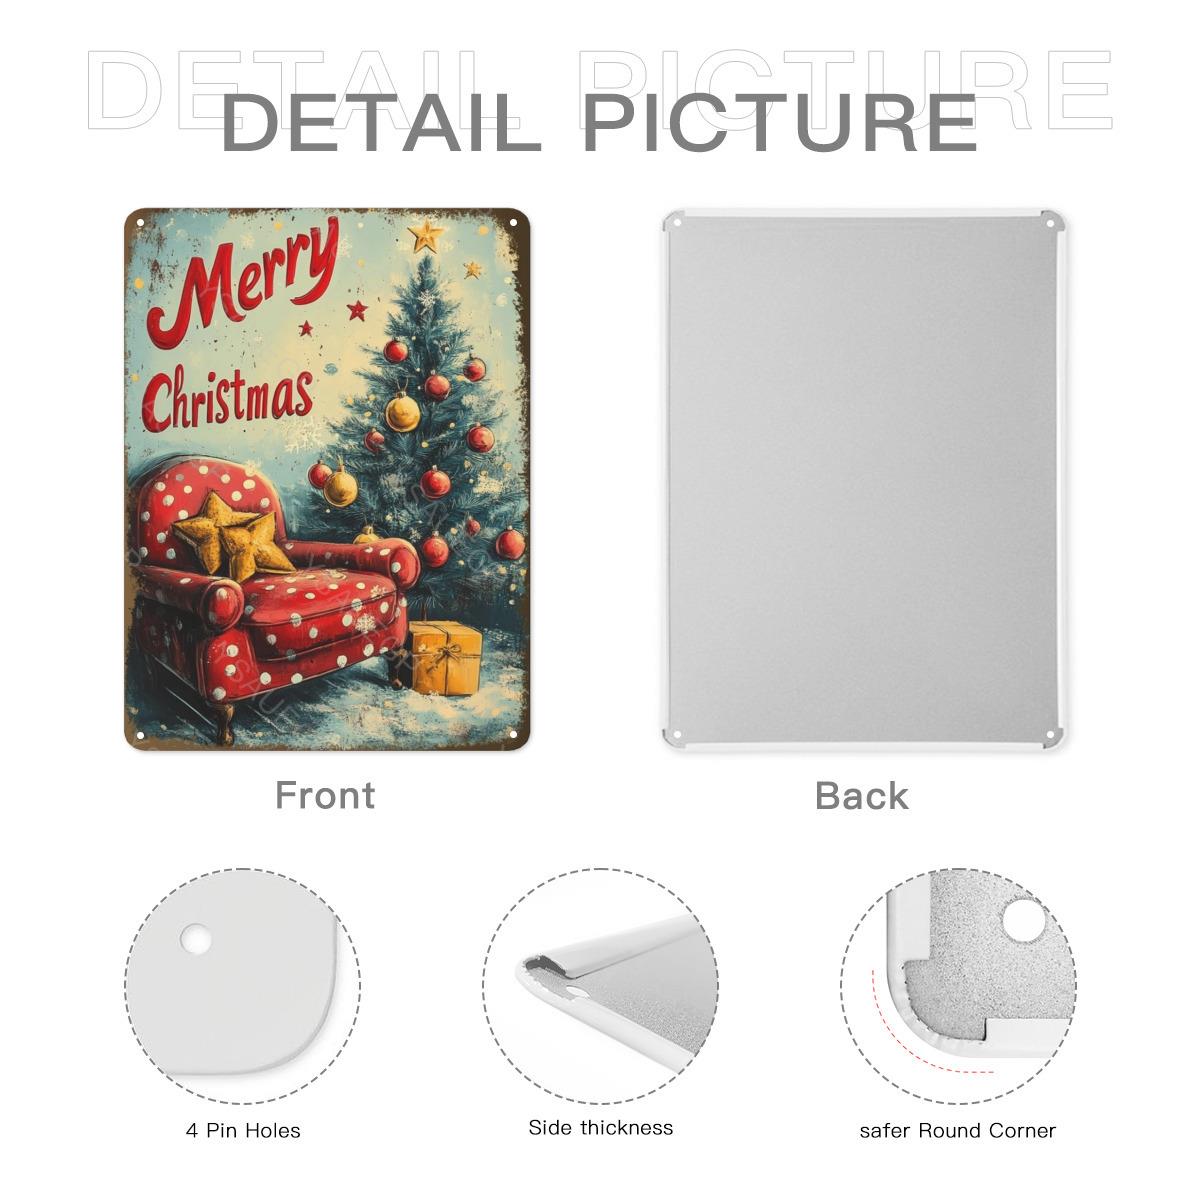 DETAIL PICTURE
DETAIL PICTURE
Merry
Christmas
Front
Back
4 Pin Holes
Side thickness
safer Round Corner